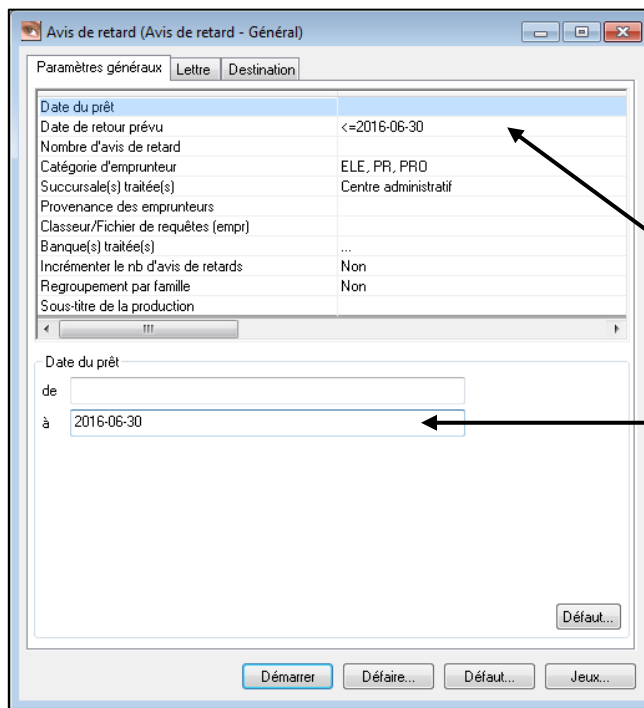 Avis de retard (Avis de retard - Général)
Paramètres généraux Lettre Destination
Date du prêt
Date de retour prévu <=2016-06-30
Nombre d'avis de retard
Catégorie d'emprunteur ELE, PR, PRO
Succursale(s) traitée(s) Centre administratif
Provenance des emprunteurs
Classeur/Fichier de requêtes (empr)
Banque(s) traitée(s) ...
Incrémenter le nb d'avis de retards Non
Regroupement par famille Non
Sous-titre de la production
Date du prêt
de
à 2016-06-30
Défaut...
Démarrer Défaire... Défaut... Jeux...